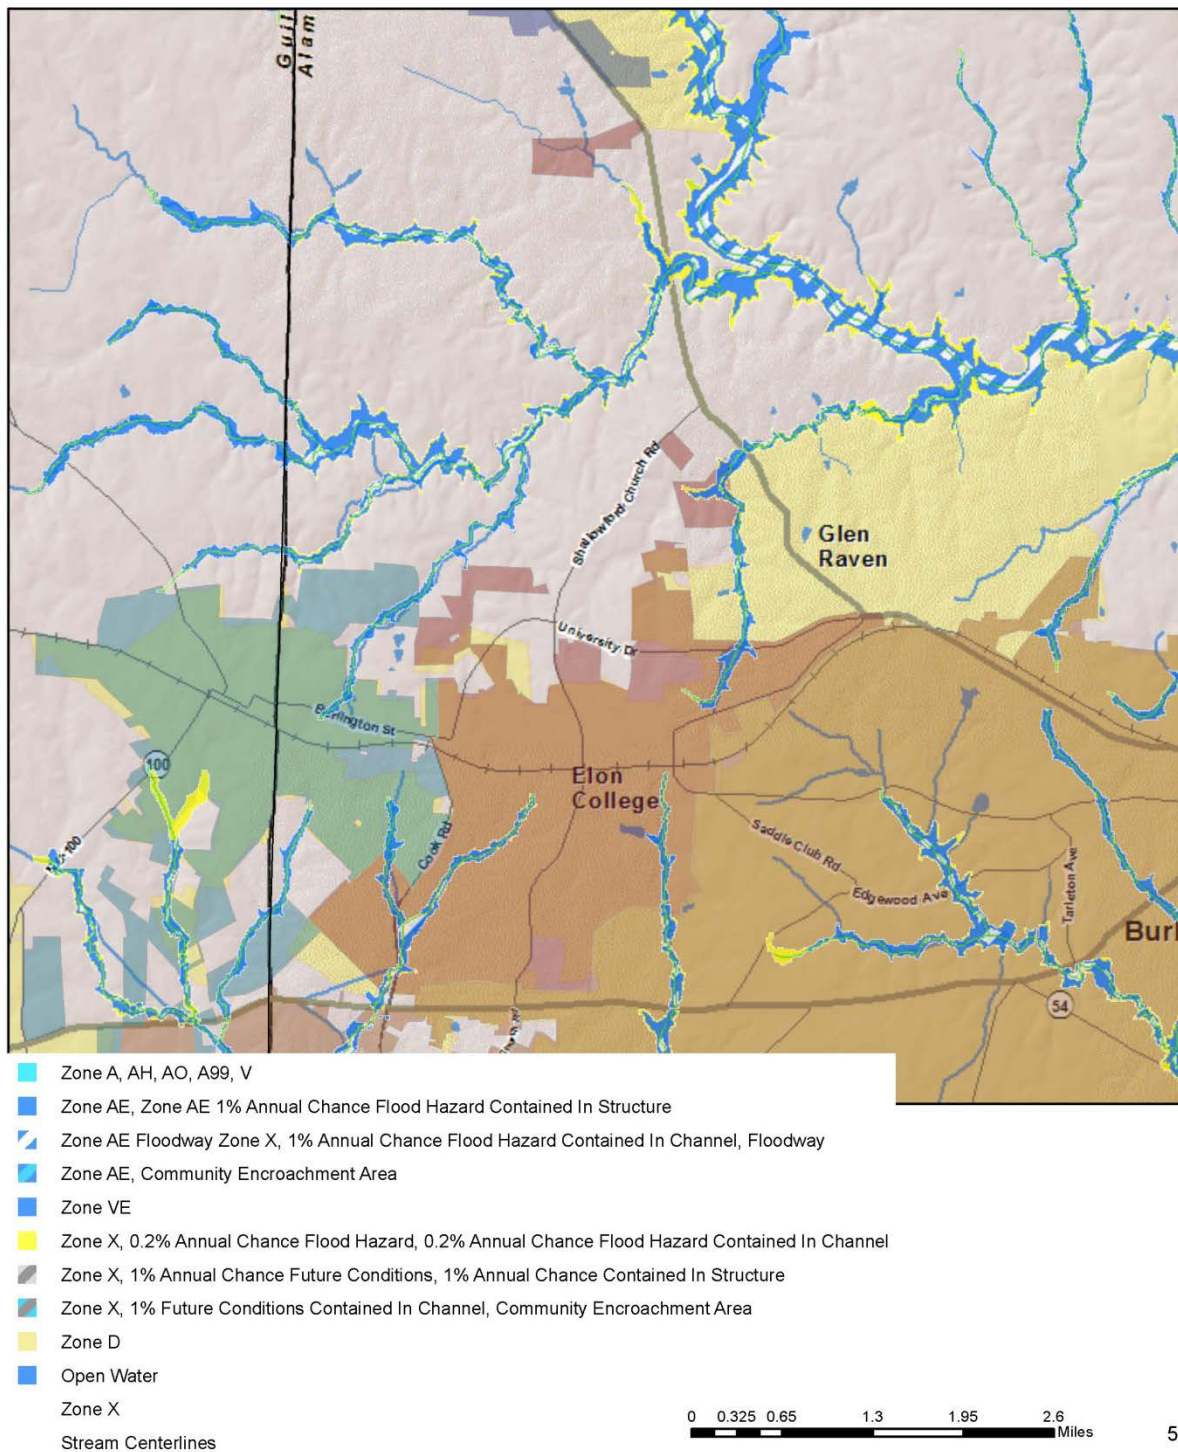 Guil
Alam
Shallowford Church Rd
Glen
Raven
University Dr
Burlington St
100
Elon
College
NC-100
Cook Rd
Saddle Club Rd
Edgewood Ave
Tarleton Ave
Burl
54
Zone A, AH, AO, A99, V
Zone AE, Zone AE 1% Annual Chance Flood Hazard Contained In Structure
Zone AE Floodway Zone X, 1% Annual Chance Flood Hazard Contained In Channel, Floodway
Zone AE, Community Encroachment Area
Zone VE
Zone X, 0.2% Annual Chance Flood Hazard, 0.2% Annual Chance Flood Hazard Contained In Channel
Zone X, 1% Annual Chance Future Conditions, 1% Annual Chance Contained In Structure
Zone X, 1% Future Conditions Contained In Channel, Community Encroachment Area
Zone D
Open Water
Zone X
Stream Centerlines
0 0.325 0.65 1.3 1.95 2.6
Miles
5